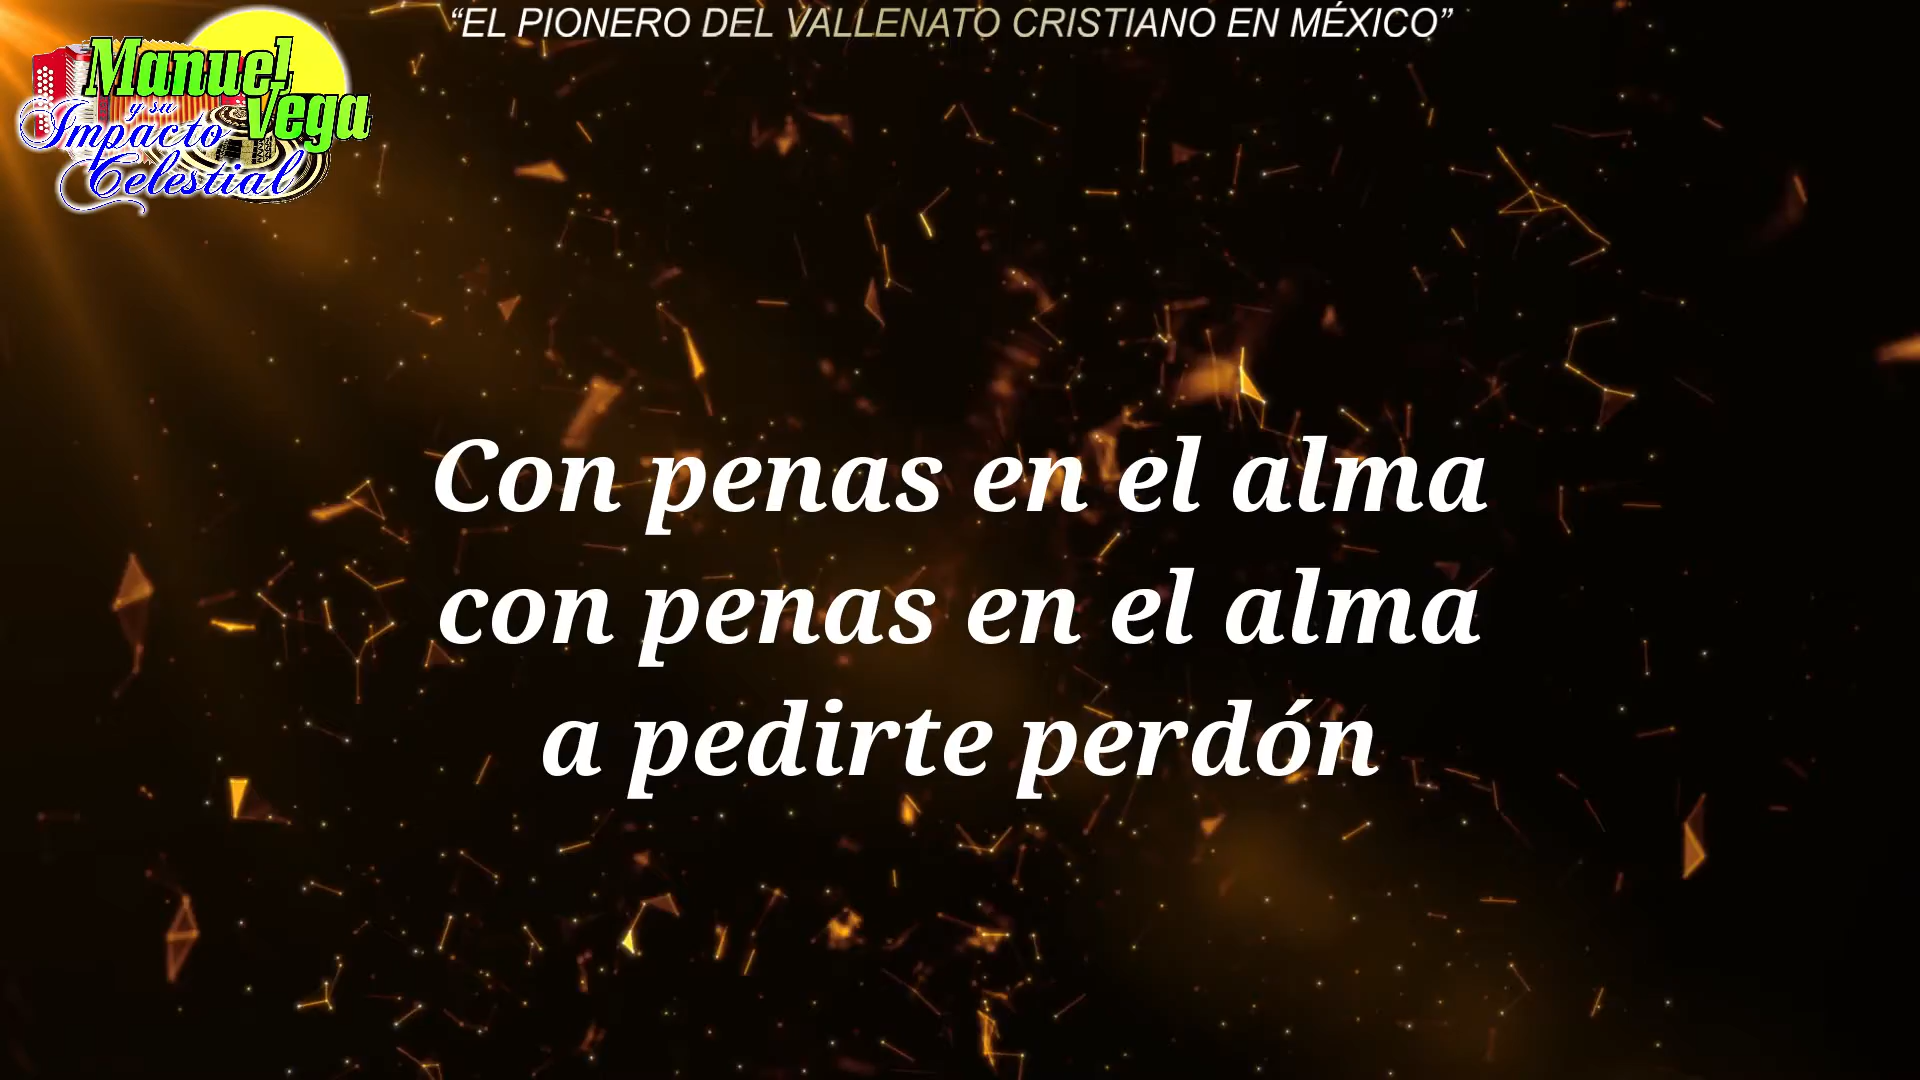 “EL PIONERO DEL VALLENATO CRISTIANO EN MÉXICO”
Manuel
Vega
y su
Impacto
Celestial
Con penas en el alma
con penas en el alma
a pedirte perdón